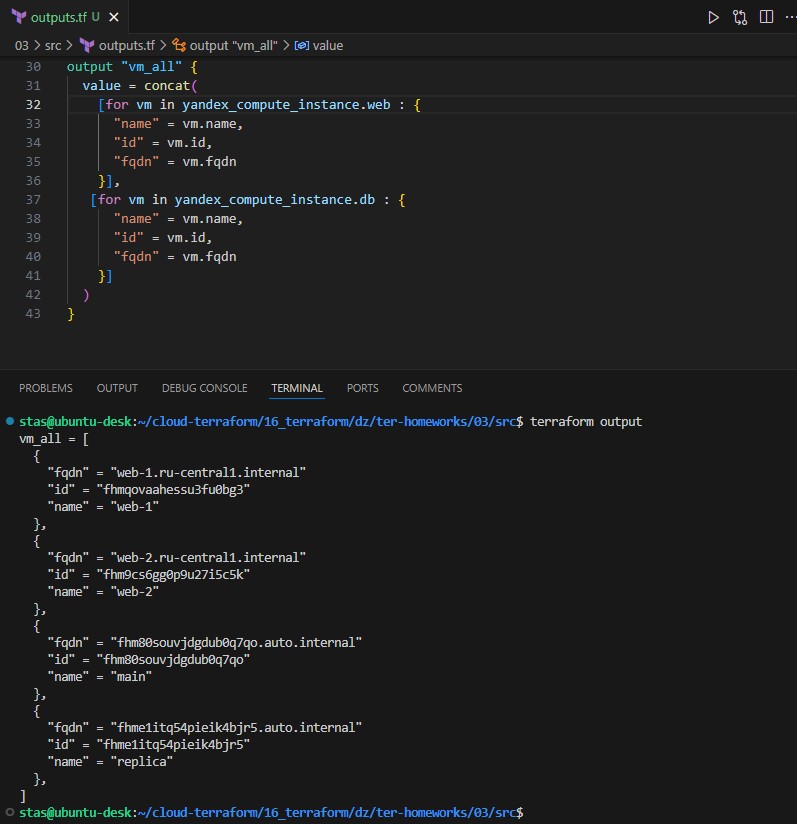 outputs.tf U
03 > src > outputs.tf > output "vm_all" > value
30 output "vm_all" {
31 value = concat(
32 [for vm in yandex_compute_instance.web : {
33 "name" = vm.name,
34 "id" = vm.id,
35 "fqdn" = vm.fqdn
36 }],
37 [for vm in yandex_compute_instance.db : {
38 "name" = vm.name,
39 "id" = vm.id,
40 "fqdn" = vm.fqdn
41 }]
42 )
43 }
PROBLEMS OUTPUT DEBUG CONSOLE TERMINAL PORTS COMMENTS
stas@ubuntu-desk:~/cloud-terraform/16_terraform/dz/ter-homeworks/03/src$ terraform output
vm_all = [
{
"fqdn" = "web-1.ru-central1.internal"
"id" = "fhmqovaahessu3fu0bg3"
"name" = "web-1"
},
{
"fqdn" = "web-2.ru-central1.internal"
"id" = "fhm9cs6gg0p9u27i5c5k"
"name" = "web-2"
},
{
"fqdn" = "fhm80souvjdgdub0q7qo.auto.internal"
"id" = "fhm80souvjdgdub0q7qo"
"name" = "main"
},
{
"fqdn" = "fhme1itq54pieik4bjr5.auto.internal"
"id" = "fhme1itq54pieik4bjr5"
"name" = "replica"
},
]
stas@ubuntu-desk:~/cloud-terraform/16_terraform/dz/ter-homeworks/03/src$